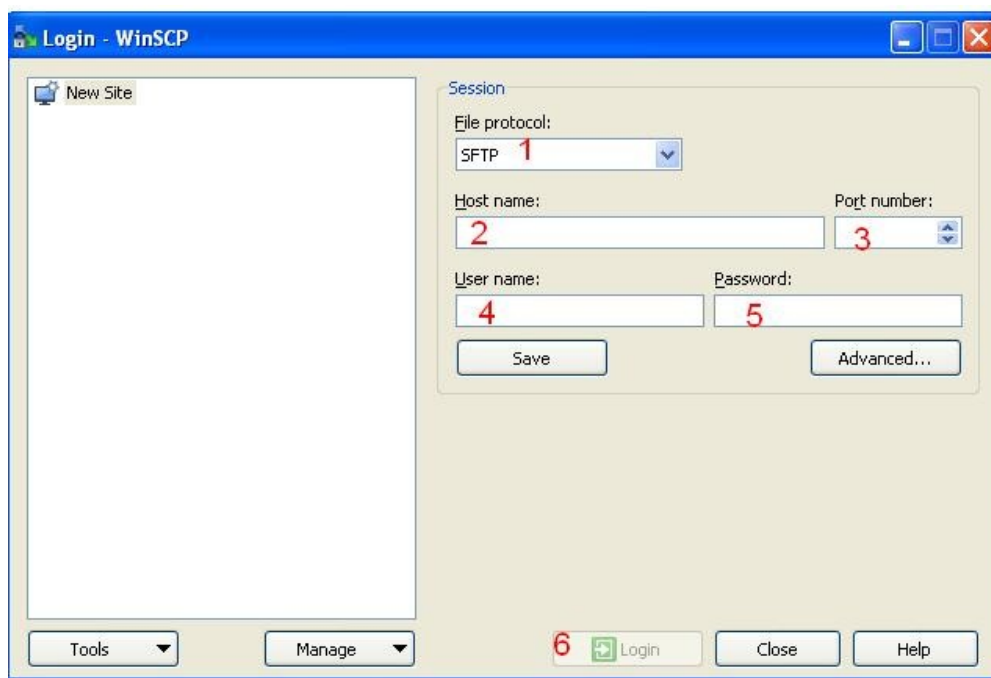 Login - WinSCP
New Site
Session
File protocol:
SFTP 1
Host name: Port number:
2 3
User name: Password:
4 5
Save Advanced...
Tools Manage 6 Login Close Help